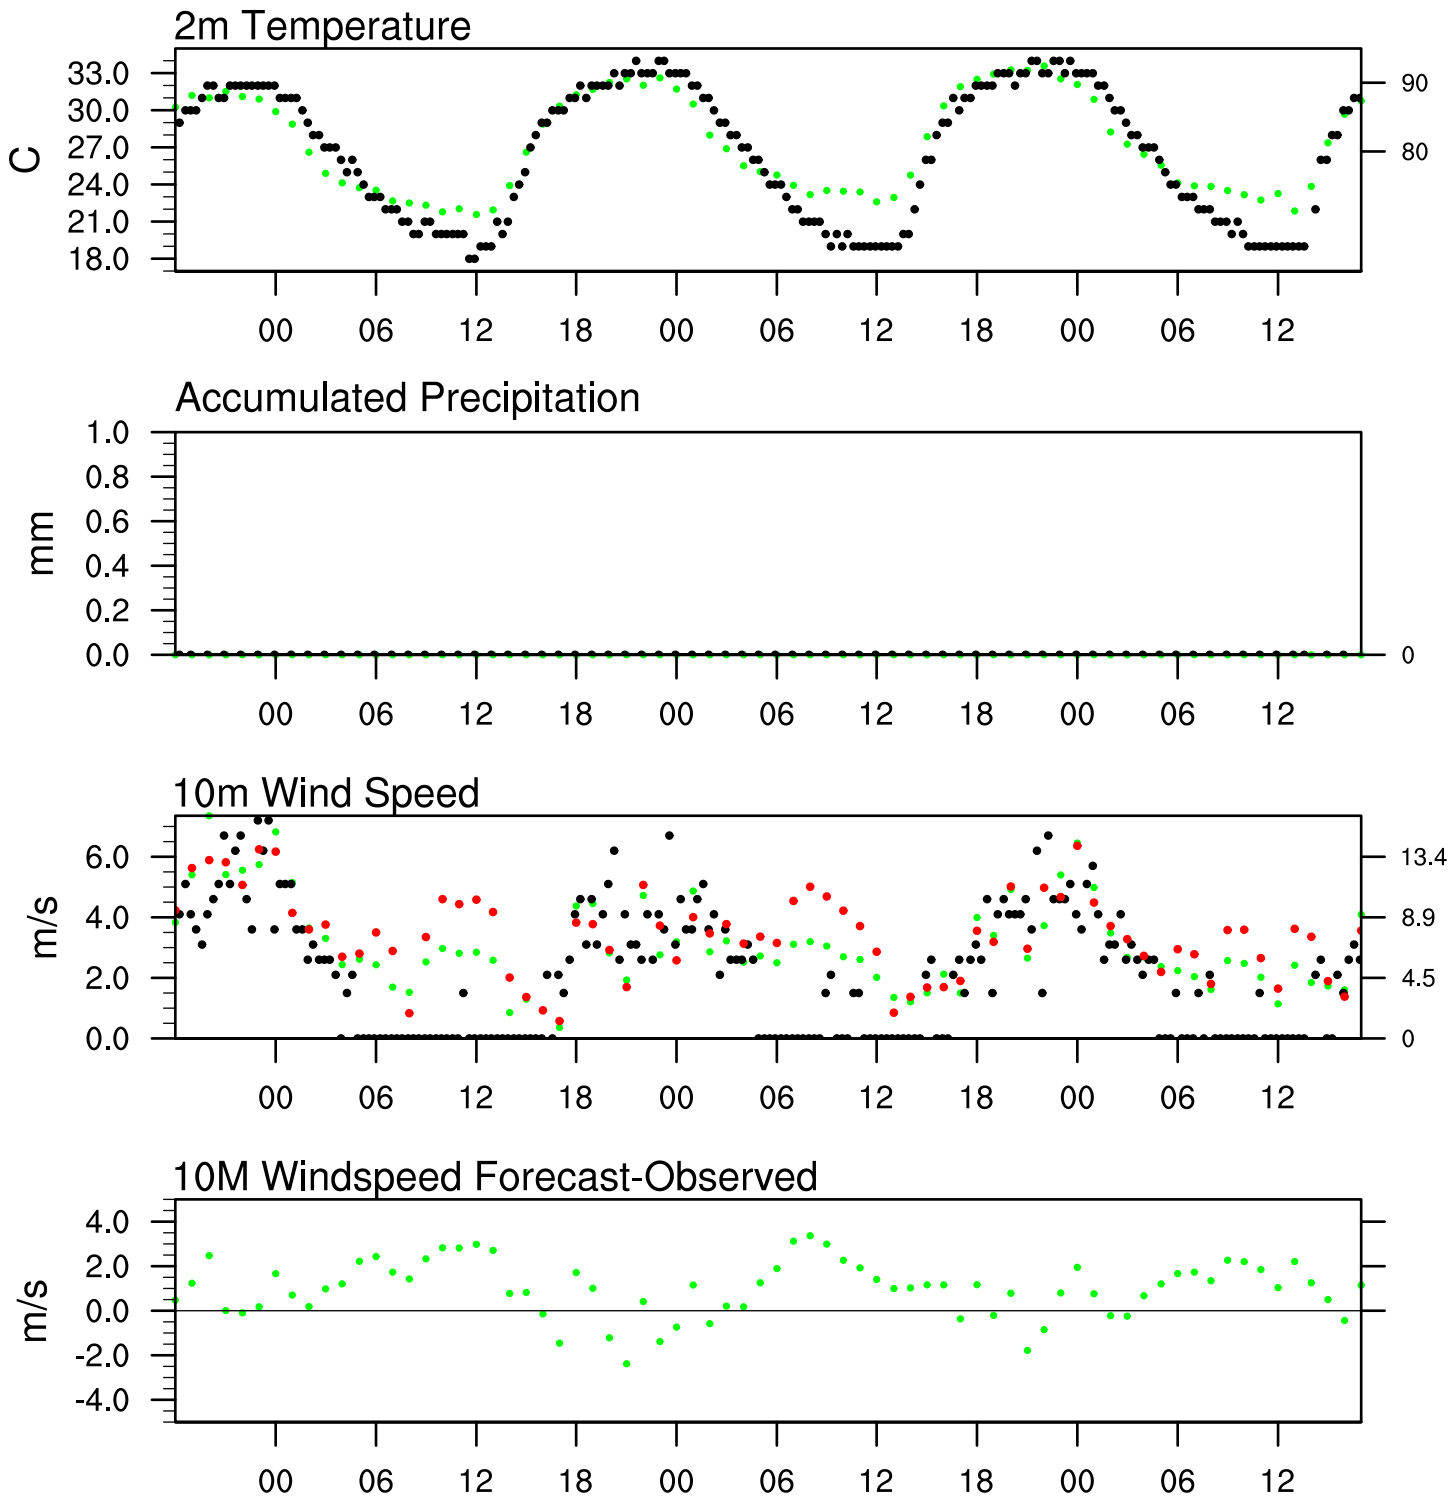 2m Temperature
33.0
30.0
27.0
24.0
21.0
18.0
C
90
80
00 06 12 18 00 06 12 18 00 06 12
Accumulated Precipitation
1.0
0.8
0.6
0.4
0.2
0.0
mm
0
00 06 12 18 00 06 12 18 00 06 12
10m Wind Speed
6.0
4.0
2.0
0.0
m/s
13.4
8.9
4.5
0
00 06 12 18 00 06 12 18 00 06 12
10M Windspeed Forecast-Observed
4.0
2.0
0.0
-2.0
-4.0
m/s
00 06 12 18 00 06 12 18 00 06 12